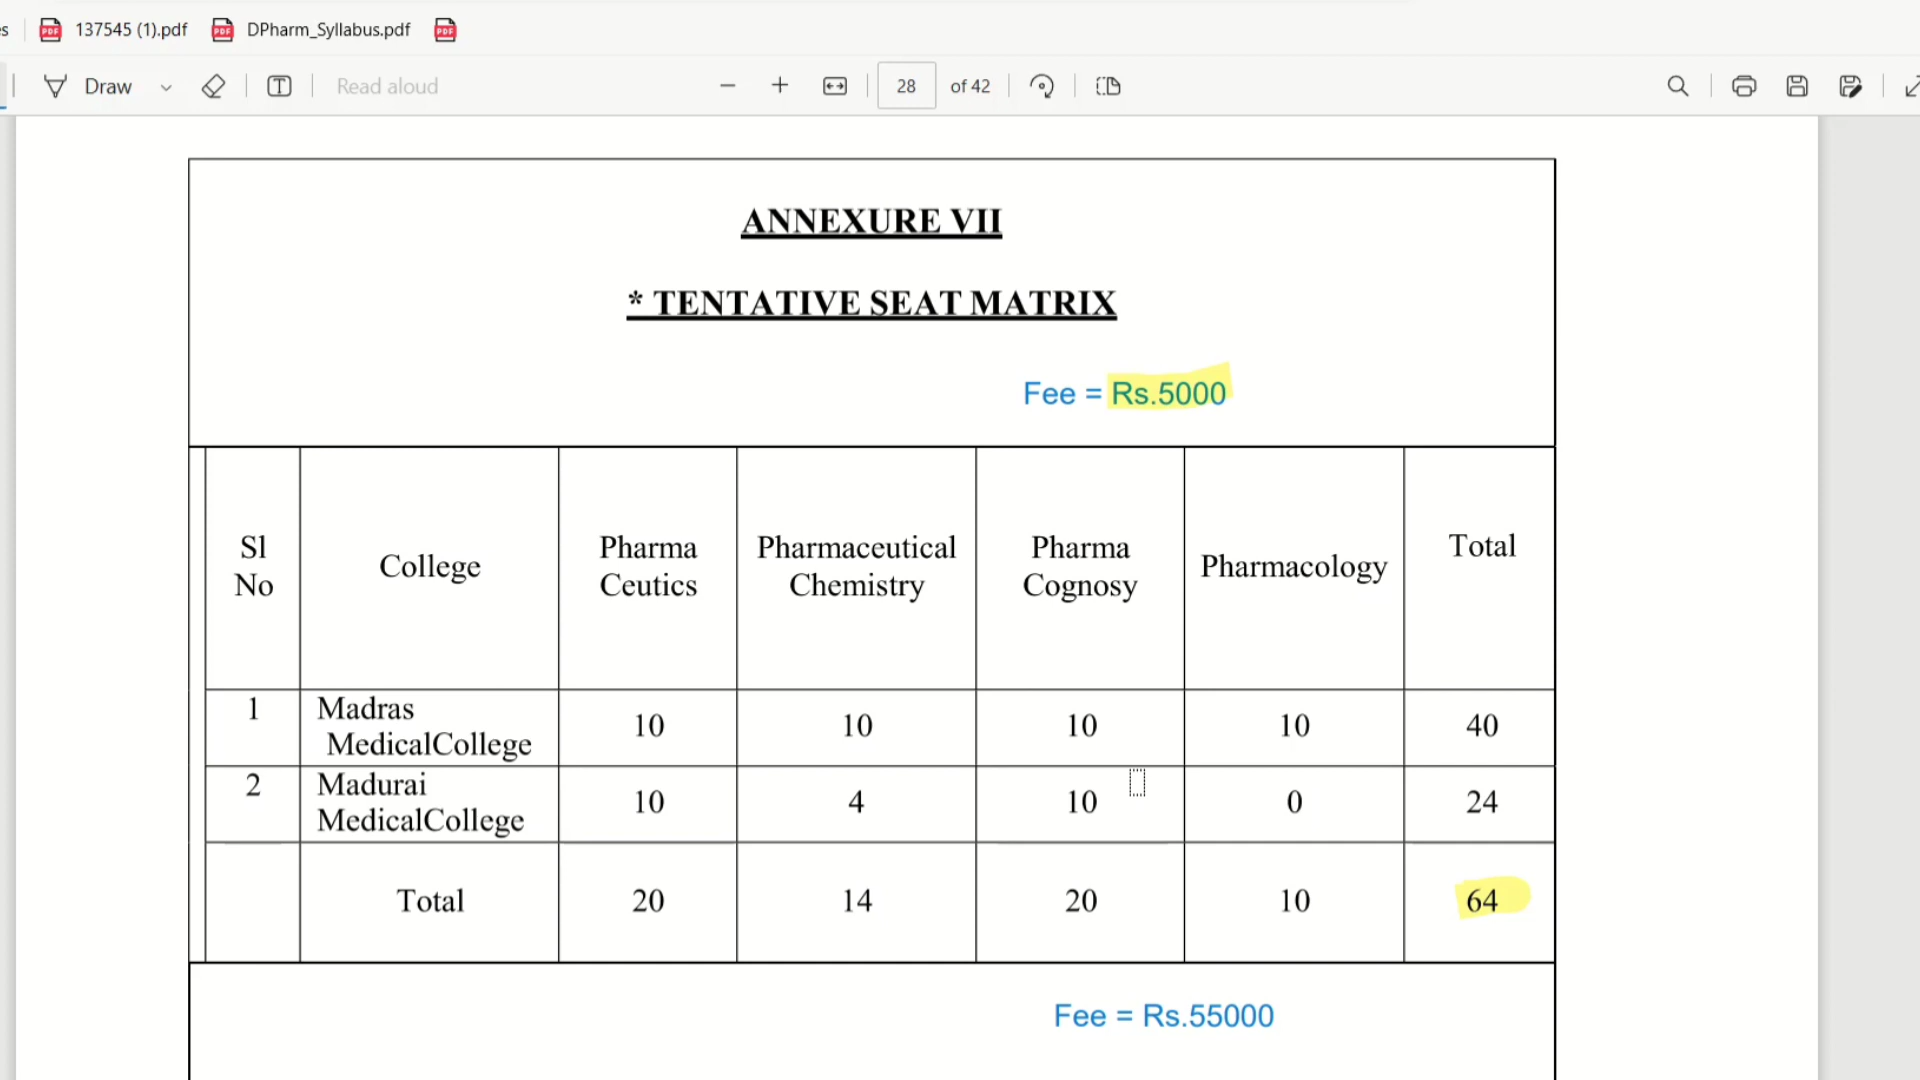 s 137545 (1).pdf DPharm_Syllabus.pdf
Draw Read aloud 28 of 42
ANNEXURE VII
* TENTATIVE SEAT MATRIX
Fee = Rs.5000
Sl No College Pharma Ceutics Pharmaceutical Chemistry Pharma Cognosy Pharmacology Total
1 Madras MedicalCollege 10 10 10 10 40
2 Madurai MedicalCollege 10 4 10 0 24
Total 20 14 20 10 64
Fee = Rs.55000